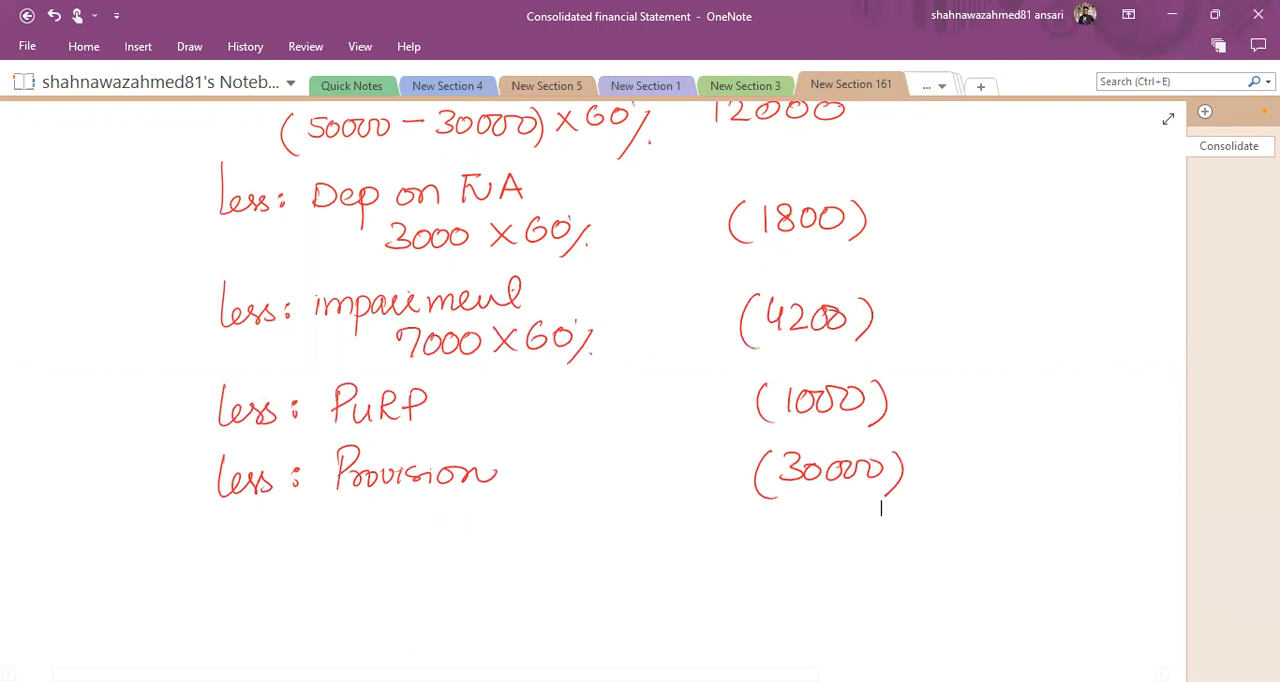 Consolidated financial Statement - OneNote
shahnawazahmed81 ansari
File Home Insert Draw History Review View Help
shahnawazahmed81's Noteb... Quick Notes New Section 4 New Section 5 New Section 1 New Section 3 New Section 161 ... Search (Ctrl+E)
Consolidate
(50000 - 30000) X 60% 12000
less: Dep on FVA
3000 X 60% (1800)
less: impairment
7000 X 60% (4200)
less: PURP (1000)
less: Provision (30000)